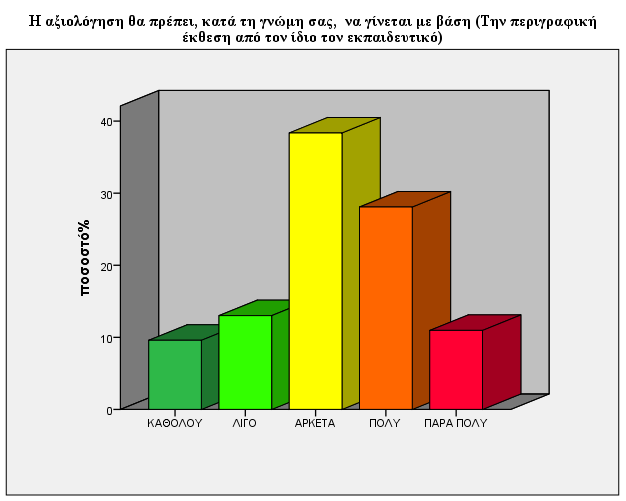 Η αξιολόγηση θα πρέπει, κατά τη γνώμη σας, να γίνεται με βάση (Την περιγραφική
έκθεση από τον ίδιο τον εκπαιδευτικό)
ποσοστό%
40
30
20
10
0
ΚΑΘΟΛΟΥ ΛΙΓΟ ΑΡΚΕΤΑ ΠΟΛΥ ΠΑΡΑ ΠΟΛΥ